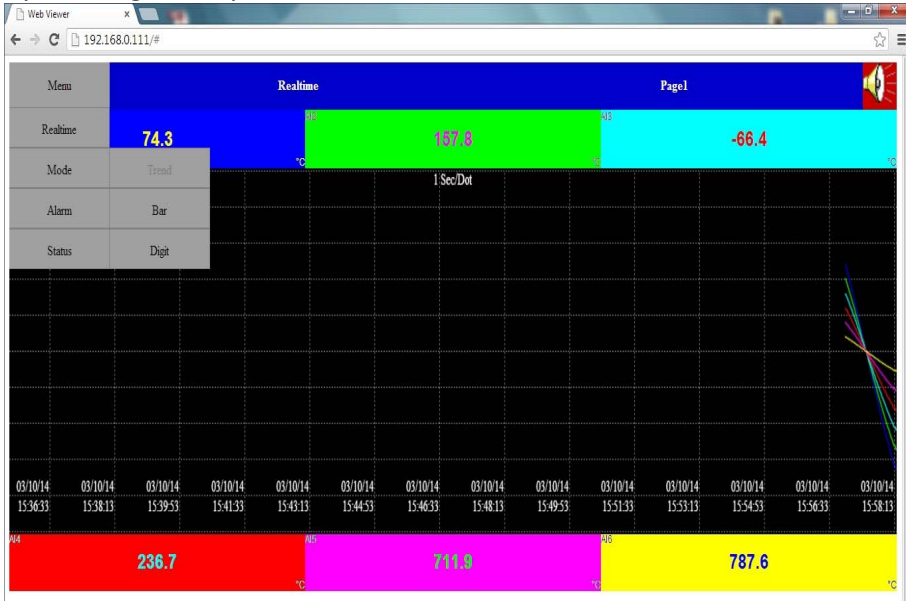 Web Viewer
192.168.0.111/#
Menu
Realtime
Page1
Realtime
74.3
°C
AI2
157.8
AI3
-66.4
°C
Mode
Trend
1 Sec/Dot
Alarm
Bar
Status
Digit
03/10/14 03/10/14 03/10/14 03/10/14 03/10/14 03/10/14 03/10/14 03/10/14 03/10/14 03/10/14 03/10/14 03/10/14 03/10/14 03/10/14
15:36:33 15:38:13 15:39:53 15:41:33 15:43:13 15:44:53 15:46:33 15:48:13 15:49:53 15:51:33 15:53:13 15:54:53 15:56:33 15:58:13
AI4
236.7
°C
AI5
711.9
°C
AI6
787.6
°C